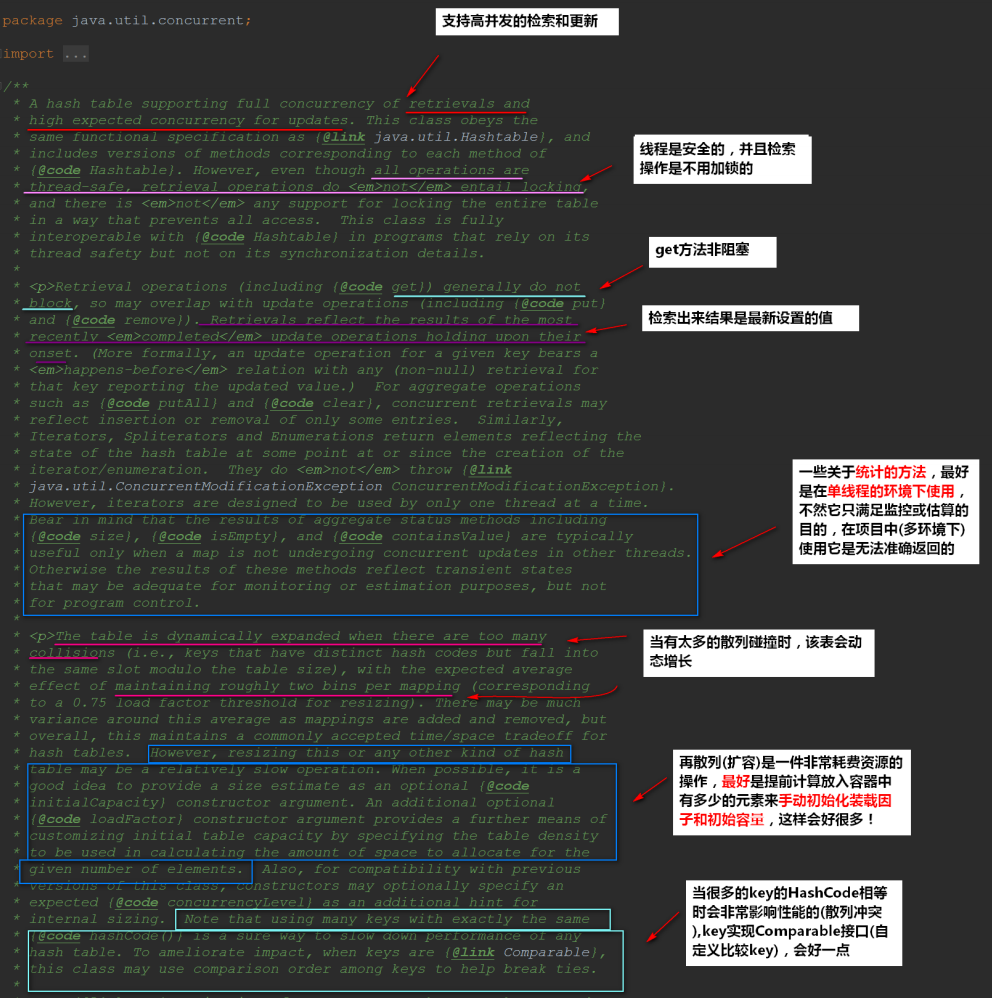 package java.util.concurrent;
import ...
/**
* A hash table supporting full concurrency of retrievals and
* high expected concurrency for updates. This class obeys the
* same functional specification as {@link java.util.Hashtable}, and
* includes versions of methods corresponding to each method of
* {@code Hashtable}. However, even though all operations are
* thread-safe, retrieval operations do <em>not</em> entail locking,
* and there is <em>not</em> any support for locking the entire table
* in a way that prevents all access.  This class is fully
* interoperable with {@code Hashtable} in programs that rely on its
* thread safety but not on its synchronization details.
*
* <p>Retrieval operations (including {@code get}) generally do not
* block, so may overlap with update operations (including {@code put}
* and {@code remove}). Retrievals reflect the results of the most
* recently <em>completed</em> update operations holding upon their
* onset. (More formally, an update operation for a given key bears a
* <em>happens-before</em> relation with any (non-null) retrieval for
* that key reporting the updated value.)  For aggregate operations
* such as {@code putAll} and {@code clear}, concurrent retrievals may
* reflect insertion or removal of only some entries.  Similarly,
* Iterators, Spliterators and Enumerations return elements reflecting the
* state of the hash table at some point at or since the creation of the
* iterator/enumeration.  They do <em>not</em> throw {@link
* java.util.ConcurrentModificationException ConcurrentModificationException}.
* However, iterators are designed to be used by only one thread at a time.
* Bear in mind that the results of aggregate status methods including
* {@code size}, {@code isEmpty}, and {@code containsValue} are typically
* useful only when a map is not undergoing concurrent updates in other threads.
* Otherwise the results of these methods reflect transient states
* that may be adequate for monitoring or estimation purposes, but not
* for program control.
*
* <p>The table is dynamically expanded when there are too many
* collisions (i.e., keys that have distinct hash codes but fall into
* the same slot modulo the table size), with the expected average
* effect of maintaining roughly two bins per mapping (corresponding
* to a 0.75 load factor threshold for resizing). There may be much
* variance around this average as mappings are added and removed, but
* overall, this maintains a commonly accepted time/space tradeoff for
* hash tables.  However, resizing this or any other kind of hash
* table may be a relatively slow operation. When possible, it is a
* good idea to provide a size estimate as an optional {@code
* initialCapacity} constructor argument. An additional optional
* {@code loadFactor} constructor argument provides a further means of
* customizing initial table capacity by specifying the table density
* to be used in calculating the amount of space to allocate for the
* given number of elements.  Also, for compatibility with previous
* versions of this class, constructors may optionally specify an
* expected {@code concurrencyLevel} as an additional hint for
* internal sizing.  Note that using many keys with exactly the same
* {@code hashCode()} is a sure way to slow down performance of any
* hash table. To ameliorate impact, when keys are {@link Comparable},
* this class may use comparison order among keys to help break ties.
*
支持高并发的检索和更新
线程是安全的，并且检索
操作是不用加锁的
get方法非阻塞
检索出来结果是最新设置的值
一些关于统计的方法，最好
是在单线程的环境下使用，
不然它只满足监控或估算的
目的，在项目中(多环境下)
使用它是无法准确返回的
当有太多的散列碰撞时，该表会动
态增长
再散列(扩容)是一件非常耗费资源的
操作，最好是提前计算放入容器中
有多少的元素来手动初始化装载因
子和初始容量，这样会好很多！
当很多的key的HashCode相等
时会非常影响性能的(散列冲突
),key实现Comparable接口(自
定义比较key)，会好一点